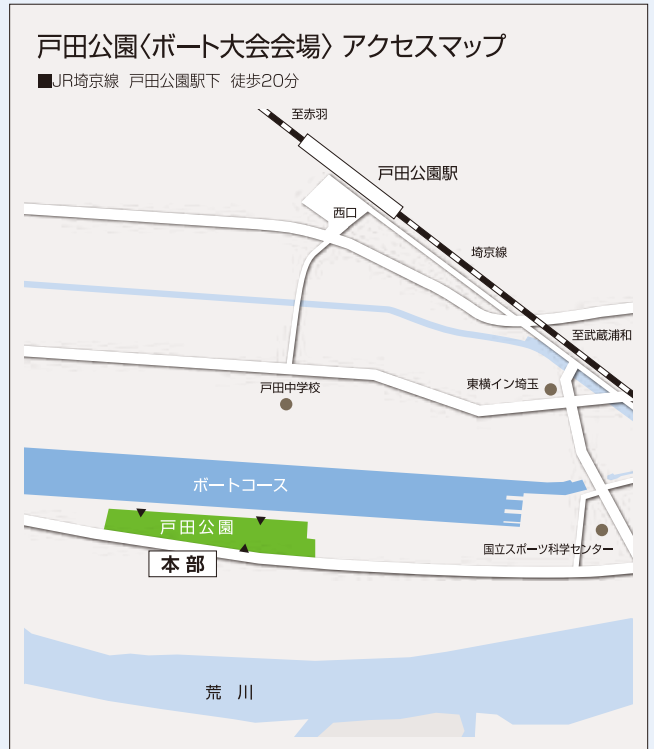 戸田公園〈ボート大会会場〉 アクセスマップ
■JR埼京線 戸田公園駅下 徒歩20分
至赤羽
戸田公園駅
西口
埼京線
至武蔵浦和
東横イン埼玉
戸田中学校
ボートコース
戸田公園
国立スポーツ科学センター
本部
荒 川